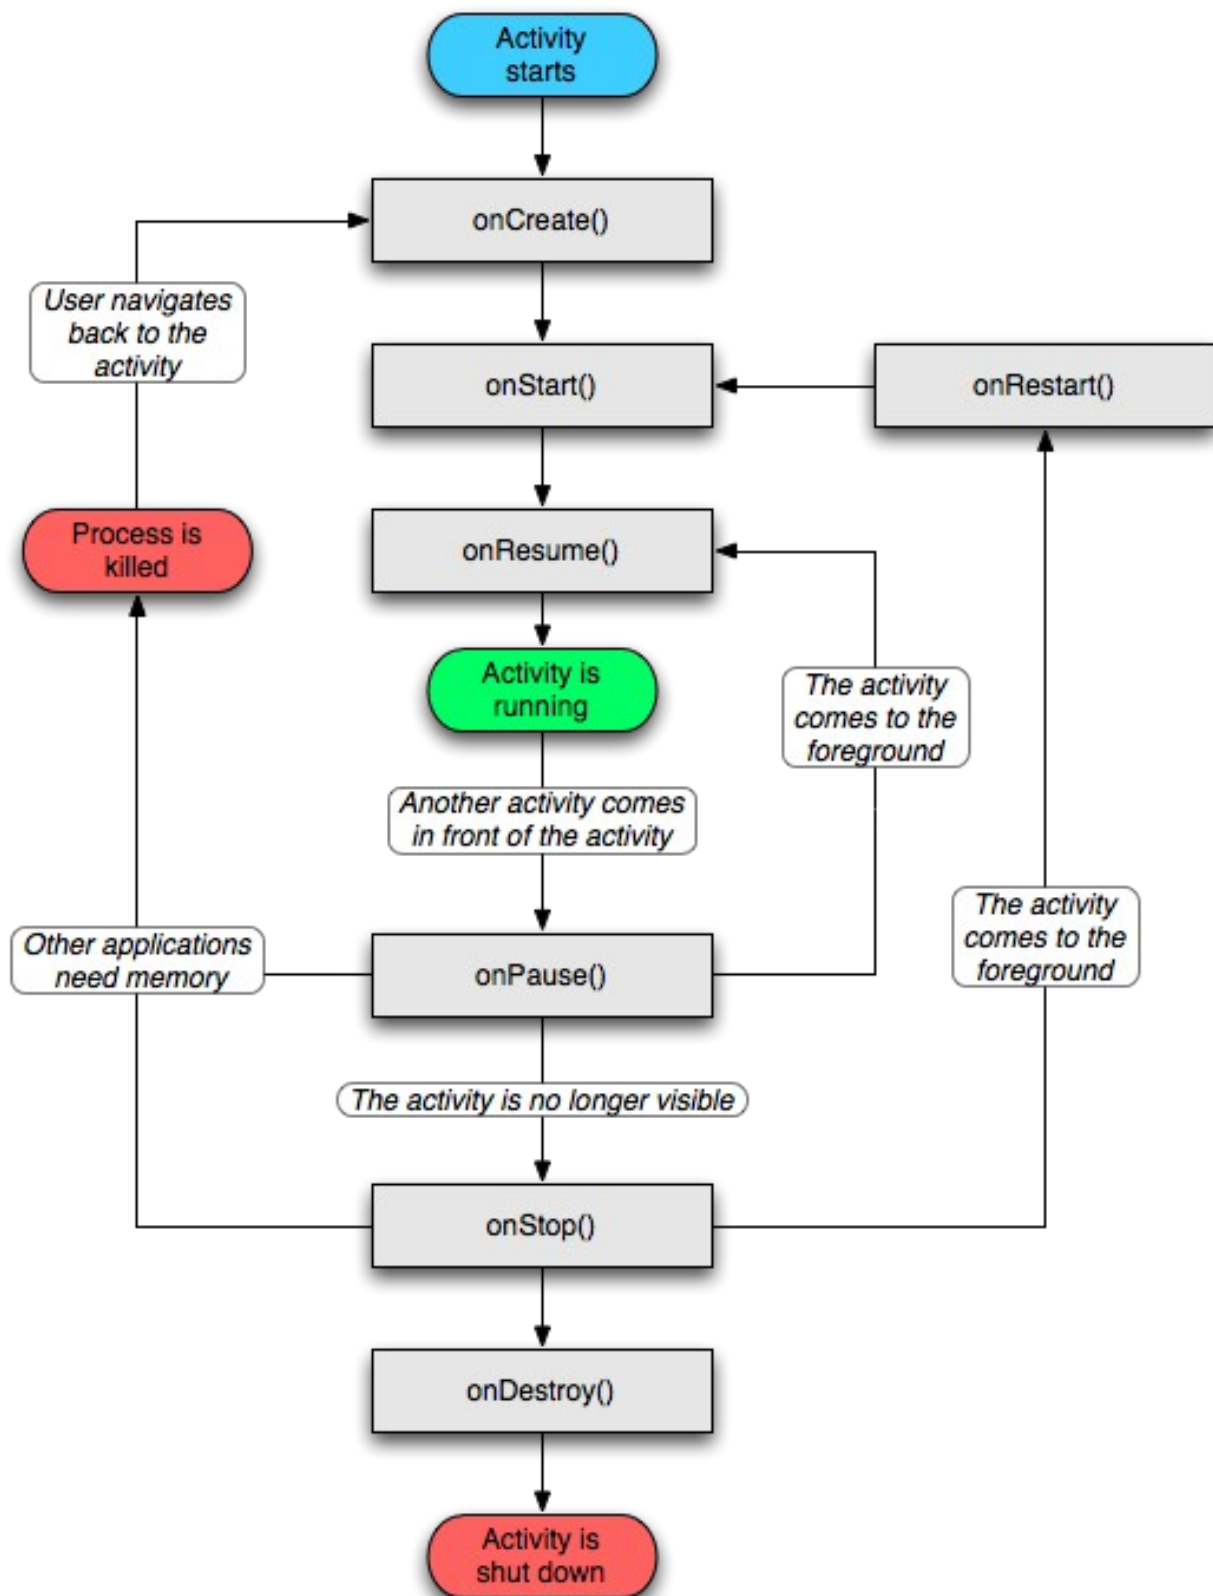 Activity
starts
onCreate()
User navigates
back to the
activity
onStart()
onRestart()
Process is
killed
onResume()
Activity is
running
The activity
comes to the
foreground
Another activity comes
in front of the activity
The activity
comes to the
foreground
Other applications
need memory
onPause()
The activity is no longer visible
onStop()
onDestroy()
Activity is
shut down